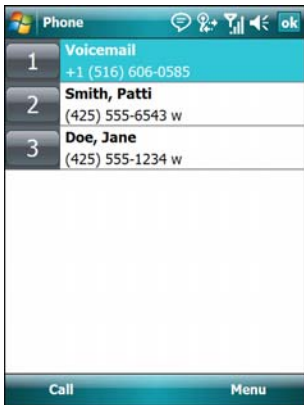 Phone ok
1 Voicemail
+1 (516) 606-0585
2 Smith, Patti
(425) 555-6543 w
3 Doe, Jane
(425) 555-1234 w
Call Menu